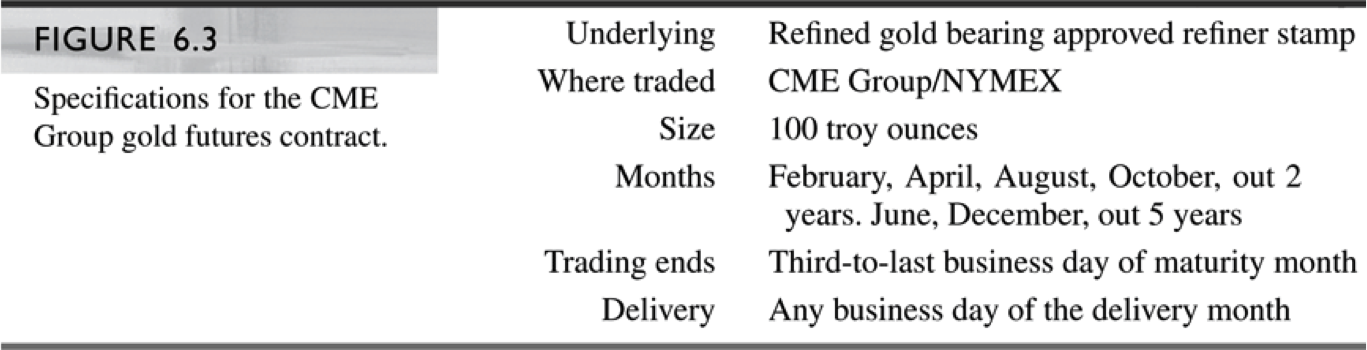 FIGURE 6.3
Specifications for the CME
Group gold futures contract.
Underlying Refined gold bearing approved refiner stamp
Where traded CME Group/NYMEX
Size 100 troy ounces
Months February, April, August, October, out 2
years. June, December, out 5 years
Trading ends Third-to-last business day of maturity month
Delivery Any business day of the delivery month